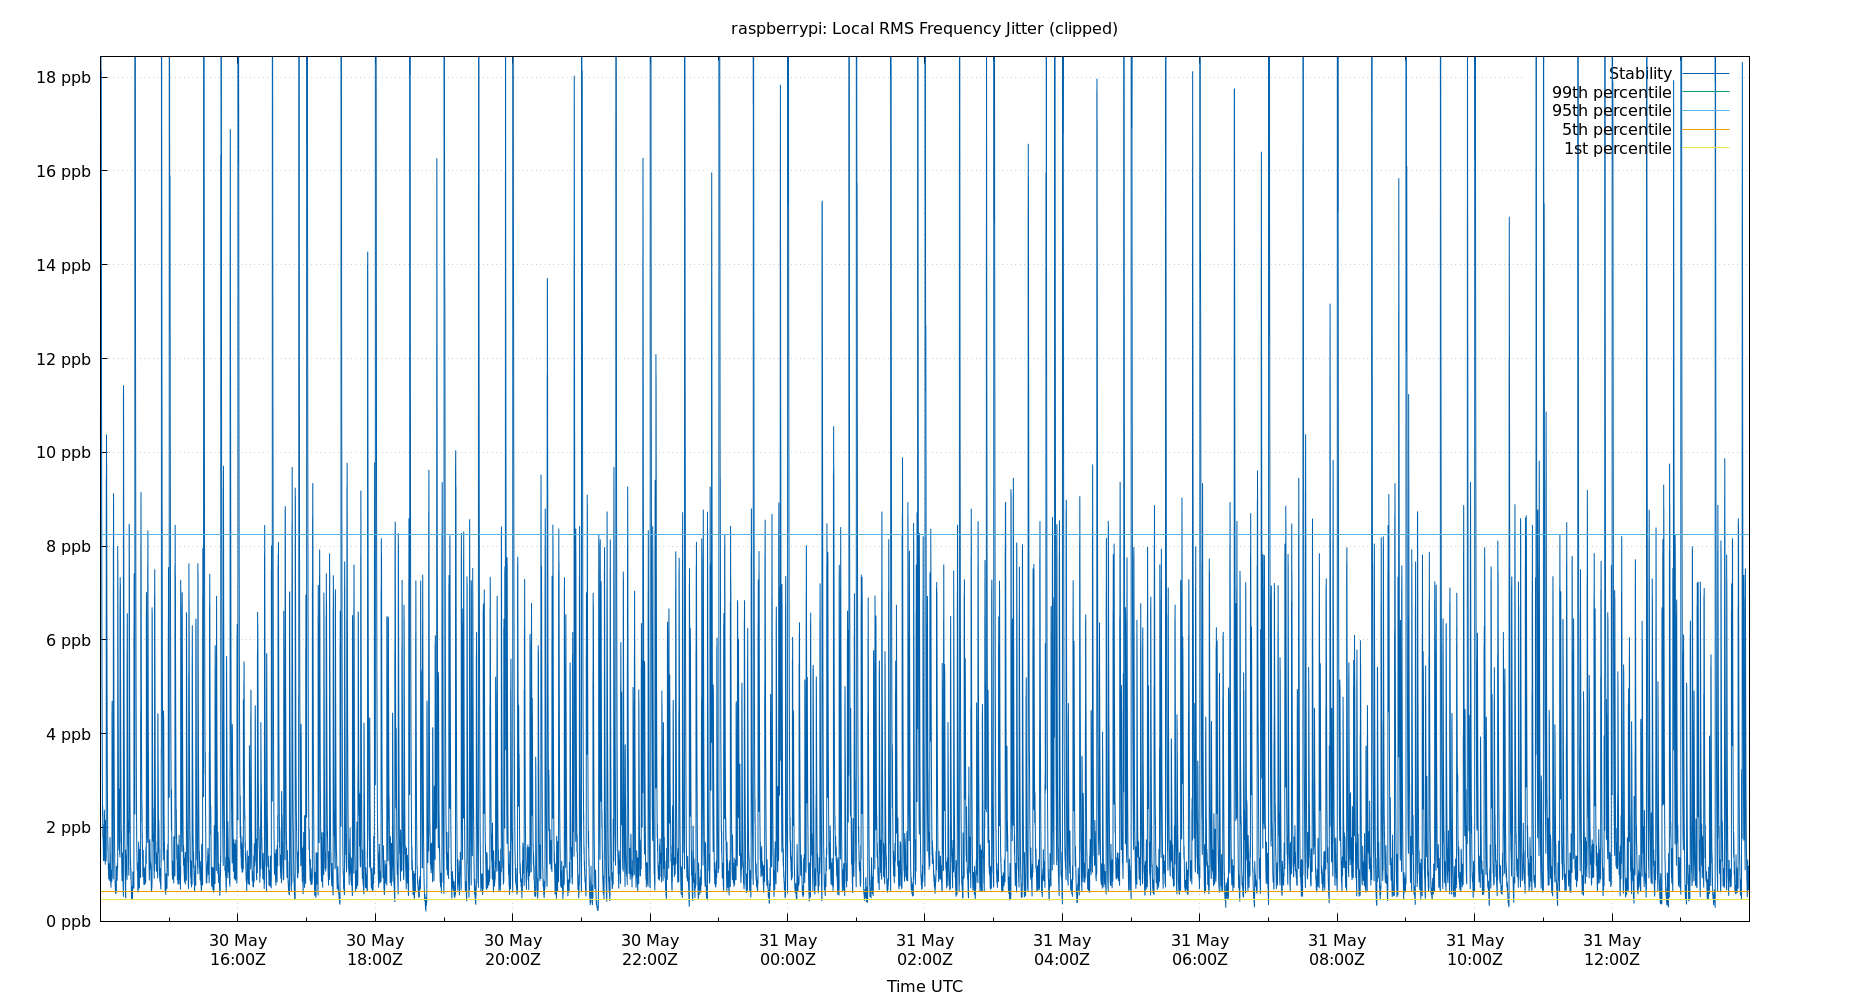 raspberrypi: Local RMS Frequency Jitter (clipped)
18 ppb
16 ppb
14 ppb
12 ppb
10 ppb
8 ppb
6 ppb
4 ppb
2 ppb
0 ppb
Stability
99th percentile
95th percentile
5th percentile
1st percentile
30 May 30 May 30 May 30 May 31 May 31 May 31 May 31 May 31 May 31 May 31 May
16:00Z 18:00Z 20:00Z 22:00Z 00:00Z 02:00Z 04:00Z 06:00Z 08:00Z 10:00Z 12:00Z
Time UTC